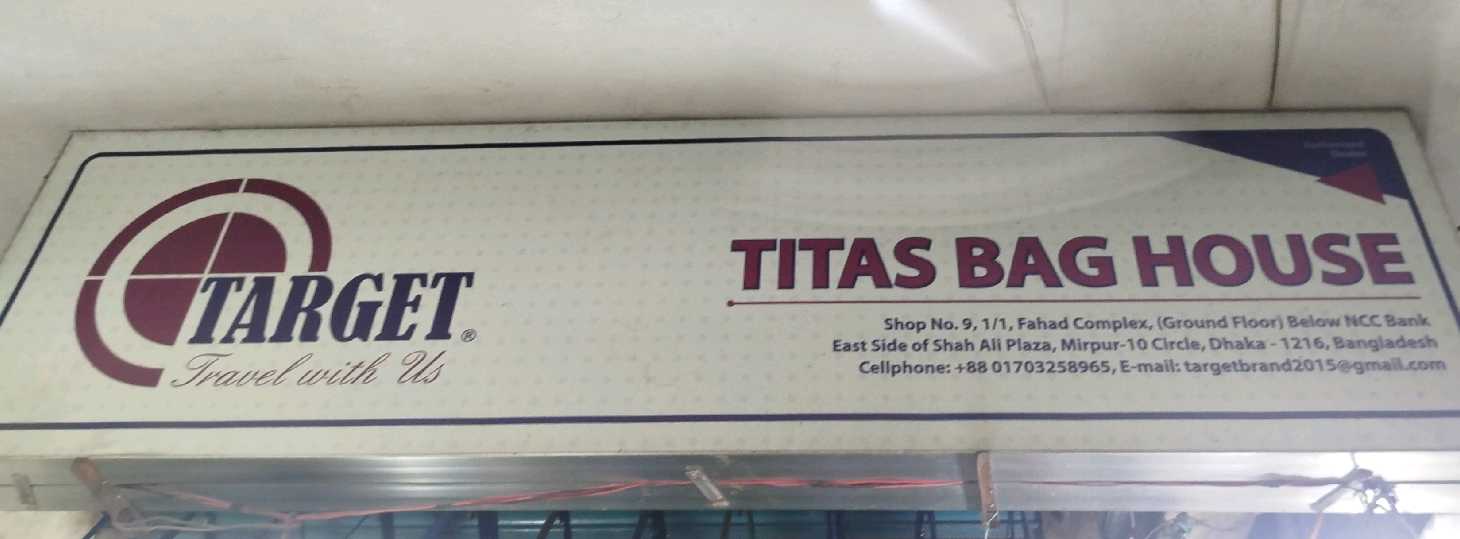 TARGET®
Travel with Us
Authorized
Dealer
TITAS BAG HOUSE
Shop No. 9, 1/1, Fahad Complex, (Ground Floor) Below NCC Bank
East Side of Shah Ali Plaza, Mirpur-10 Circle, Dhaka - 1216, Bangladesh
Cellphone: +88 01703258965, E-mail: targetbrand2015@gmail.com